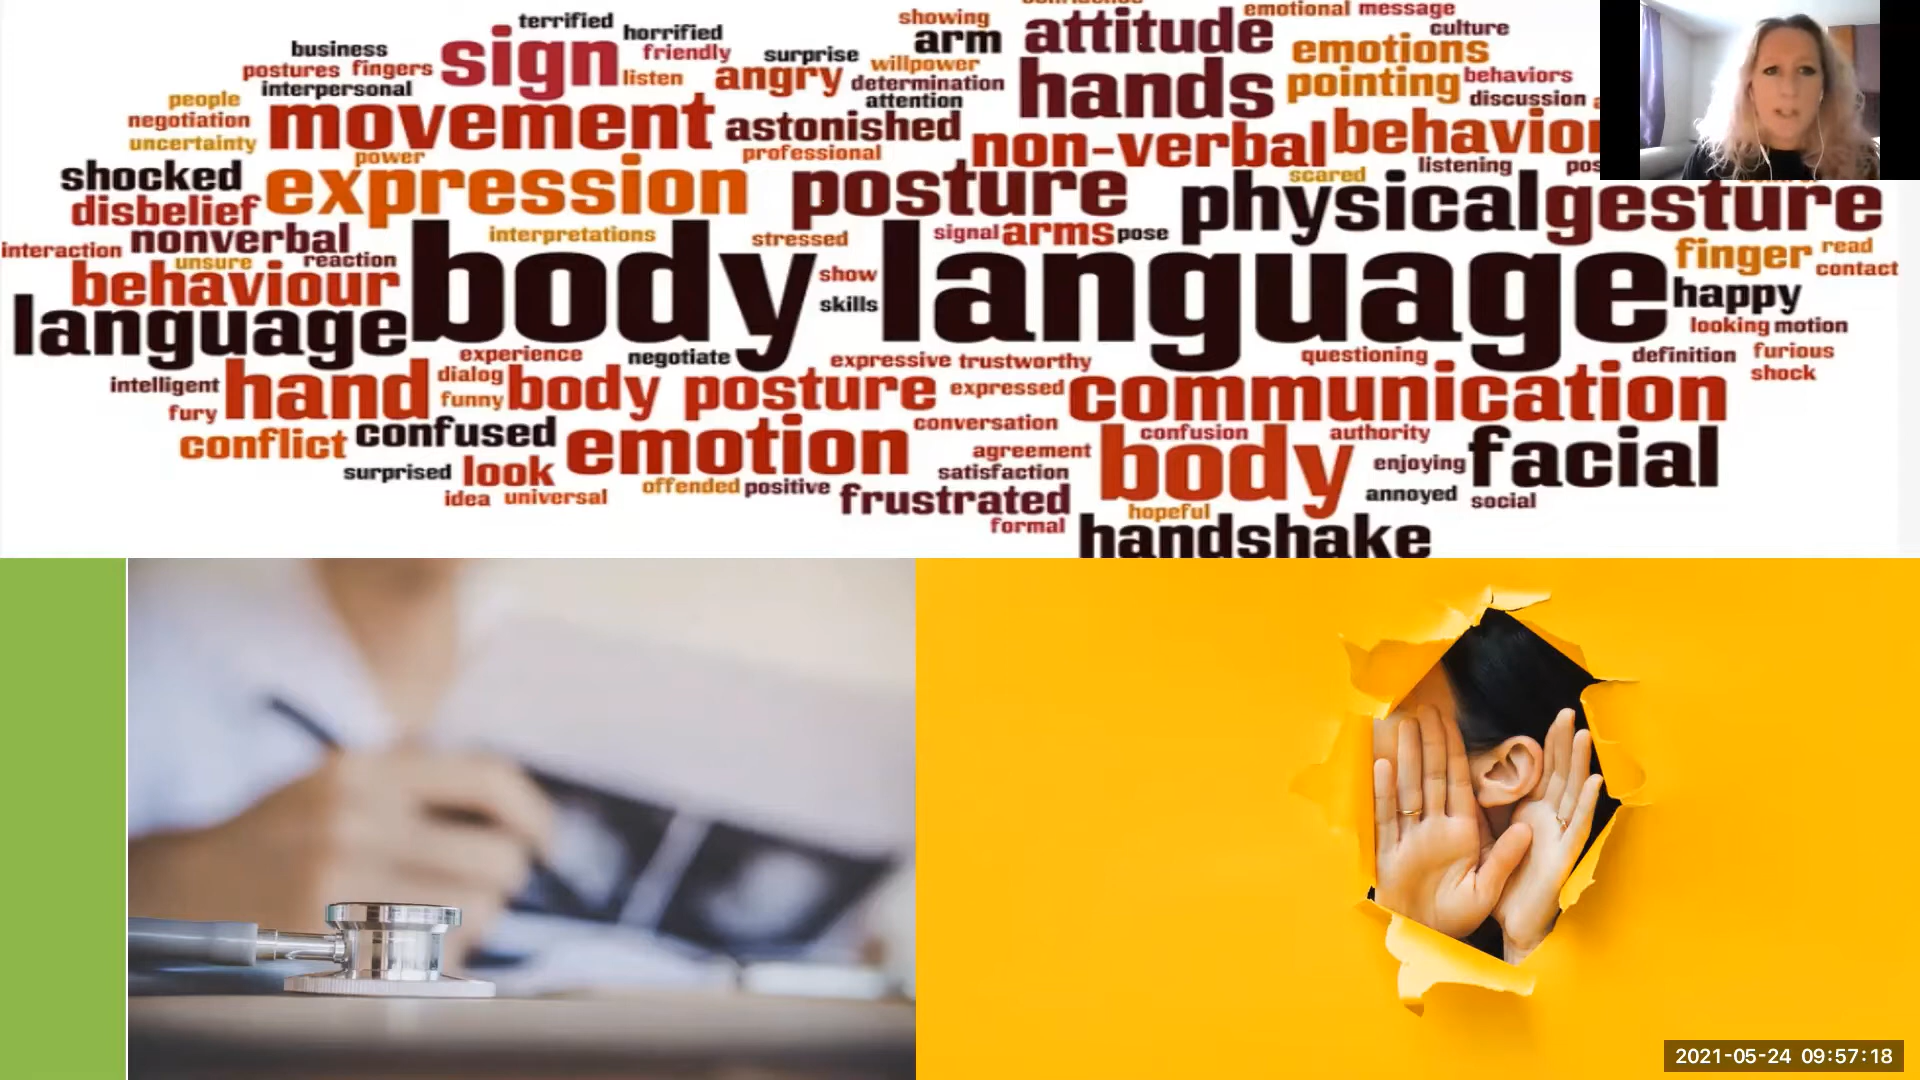 confidence
terrified
showing
emotional message
business
sign
horrified
arm
attitude
culture
friendly
surprise
emotions
postures fingers
listen
angry
willpower
hands
pointing
behaviors
interpersonal
determination
discussion
people
movement
attention
negotiation
astonished
non-verbal
behavior
uncertainty
power
professional
listening
pos
shocked
expression
posture
scared
physical
gesture
disbelief
interaction
nonverbal
interpretations
stressed
signal
arms
pose
finger
read
unsure
reaction
body language
show
contact
behaviour
skills
happy
language
looking motion
experience
negotiate
expressive trustworthy
questioning
definition
furious
shock
intelligent
hand
dialog
body posture
expressed
communication
fury
funny
conflict
confused
emotion
conversation
confusion
authority
body
facial
surprised
look
agreement
enjoying
satisfaction
idea universal
offended positive
frustrated
annoyed
social
formal
hopeful
handshake
2021-05-24 09:57:18